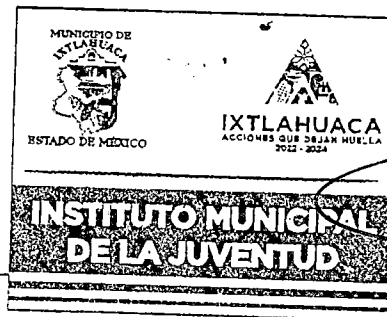 MUNICIPIO DE
IXTLAHUACA
ESTADO DE MÉXICO
IXTLAHUACA
ACCIONES QUE DEJAN HUELLA
2022 - 2024
INSTITUTO MUNICIPAL
DE LA JUVENTUD